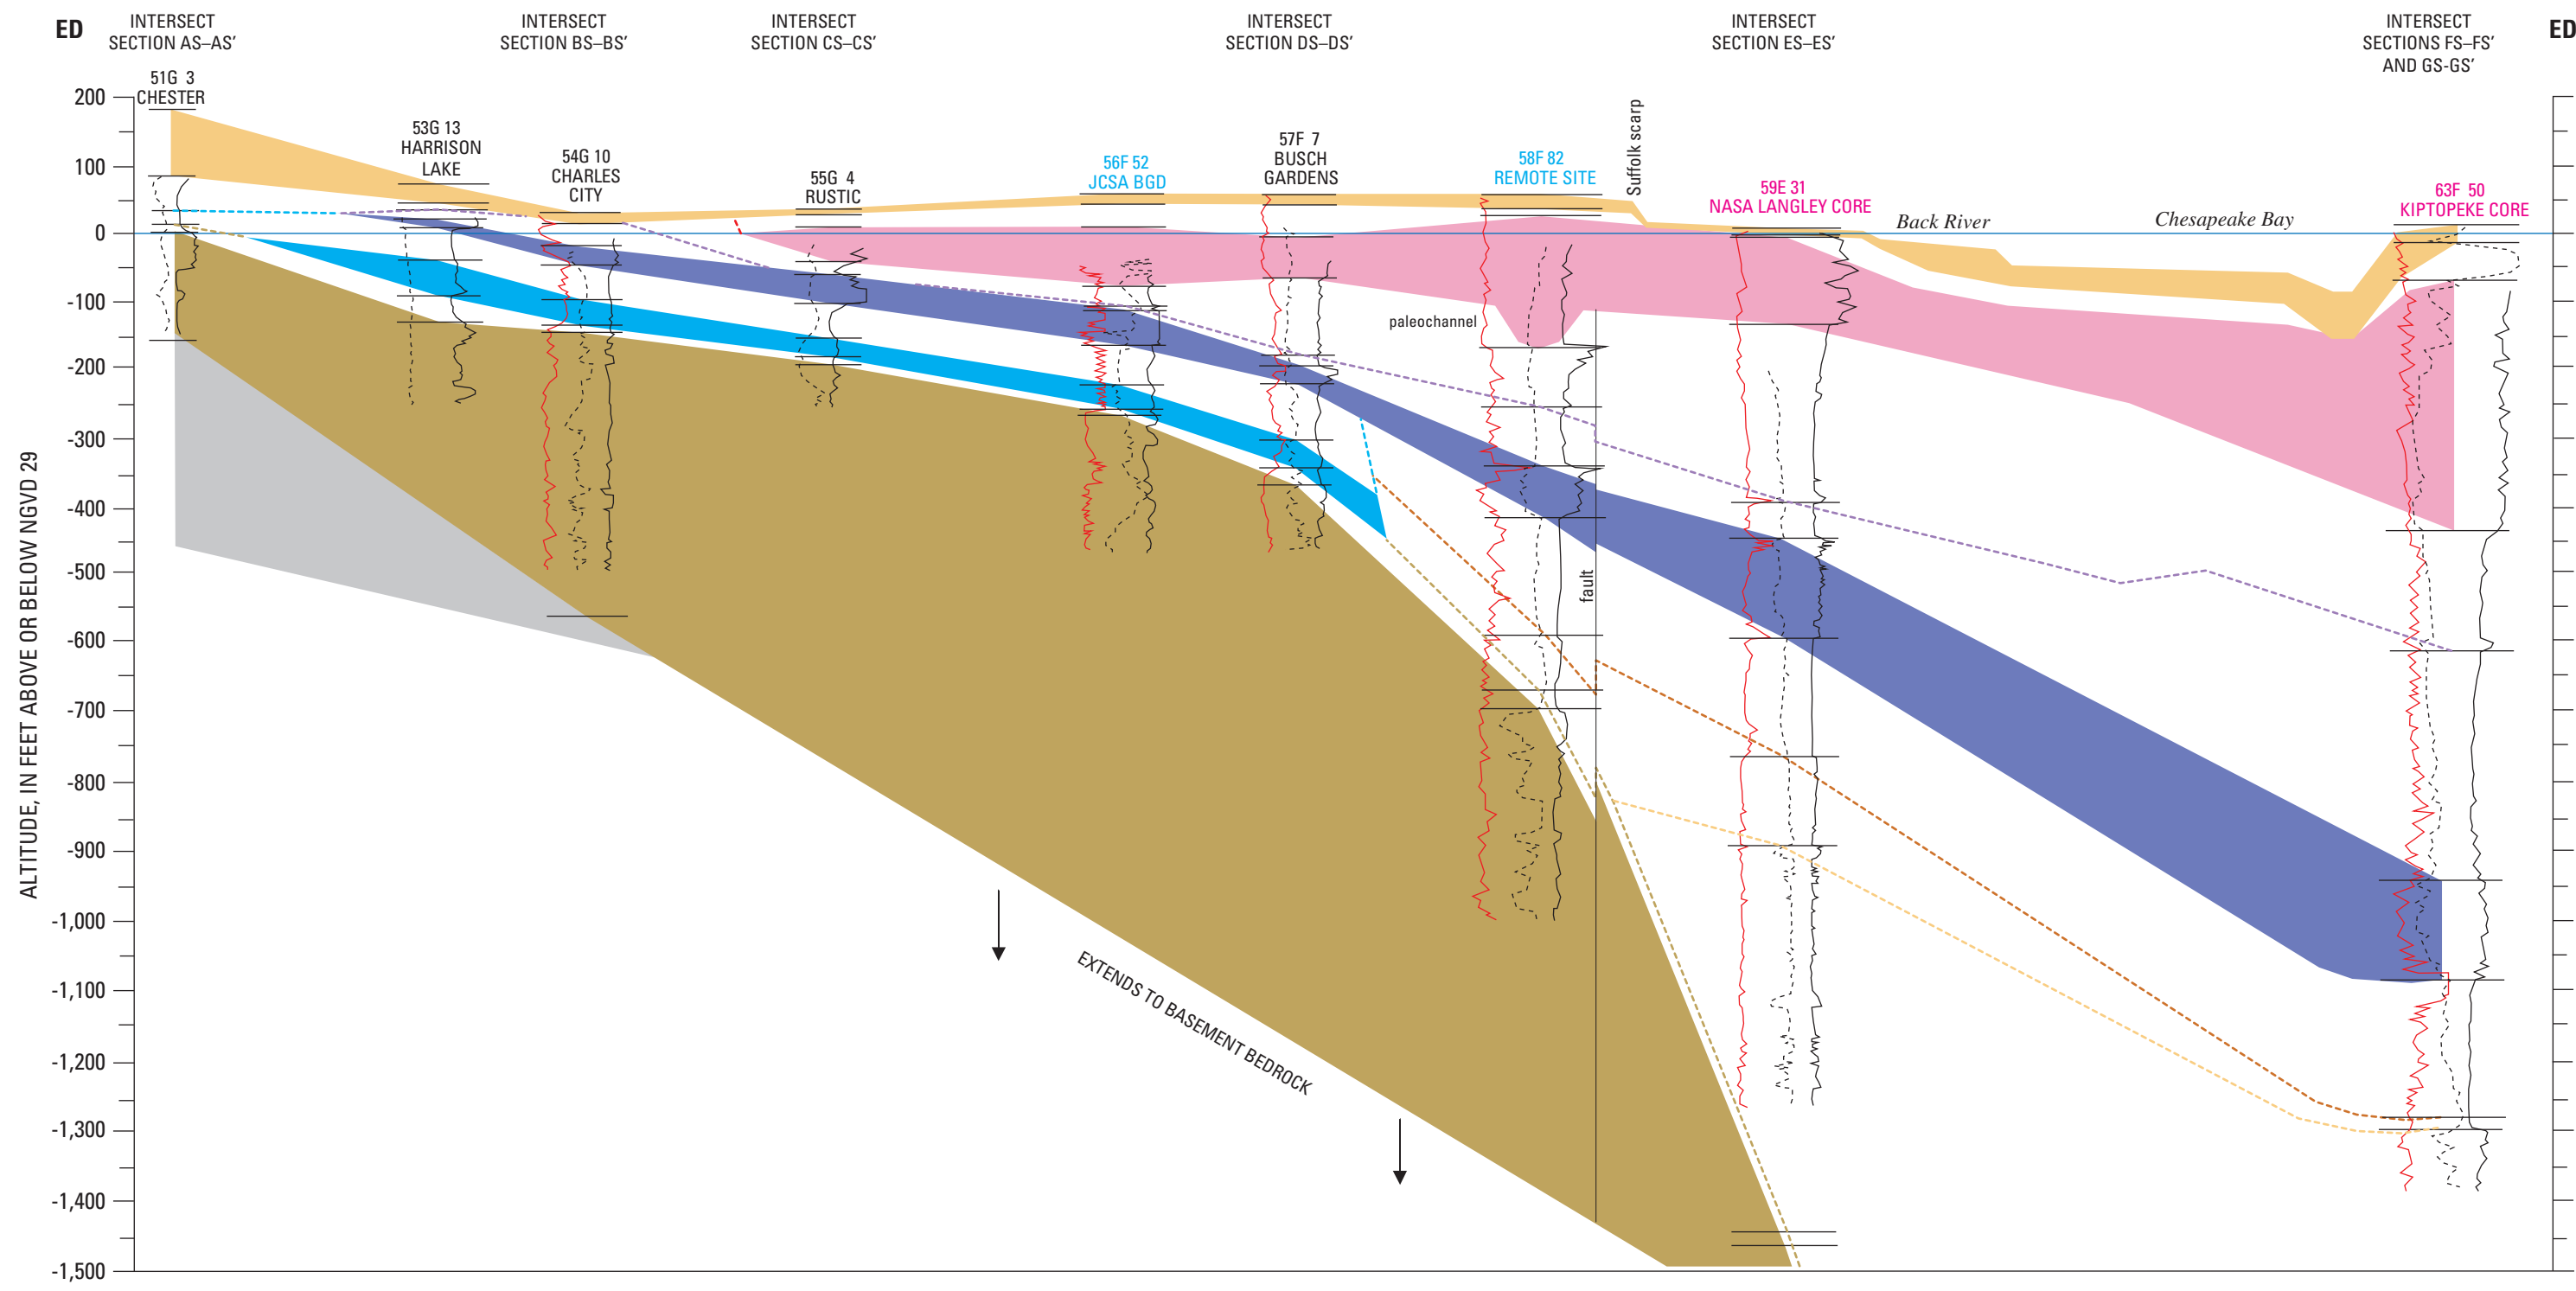 ED
INTERSECT
SECTION AS–AS'
INTERSECT
SECTION BS–BS'
INTERSECT
SECTION CS–CS'
INTERSECT
SECTION DS–DS'
INTERSECT
SECTION ES–ES'
INTERSECT
SECTIONS FS–FS'
AND GS-GS'
ED
51G 3
CHESTER
53G 13
HARRISON
LAKE
54G 10
CHARLES
CITY
55G 4
RUSTIC
56F 52
JCSA BGD
57F 7
BUSCH
GARDENS
58F 82
REMOTE SITE
Suffolk scarp
59E 31
NASA LANGLEY CORE
Back River
Chesapeake Bay
63F 50
KIPTOPEKE CORE
ALTITUDE, IN FEET ABOVE OR BELOW NGVD 29
200
100
0
-100
-200
-300
-400
-500
-600
-700
-800
-900
-1,000
-1,100
-1,200
-1,300
-1,400
-1,500
paleochannel
fault
EXTENDS TO BASEMENT BEDROCK